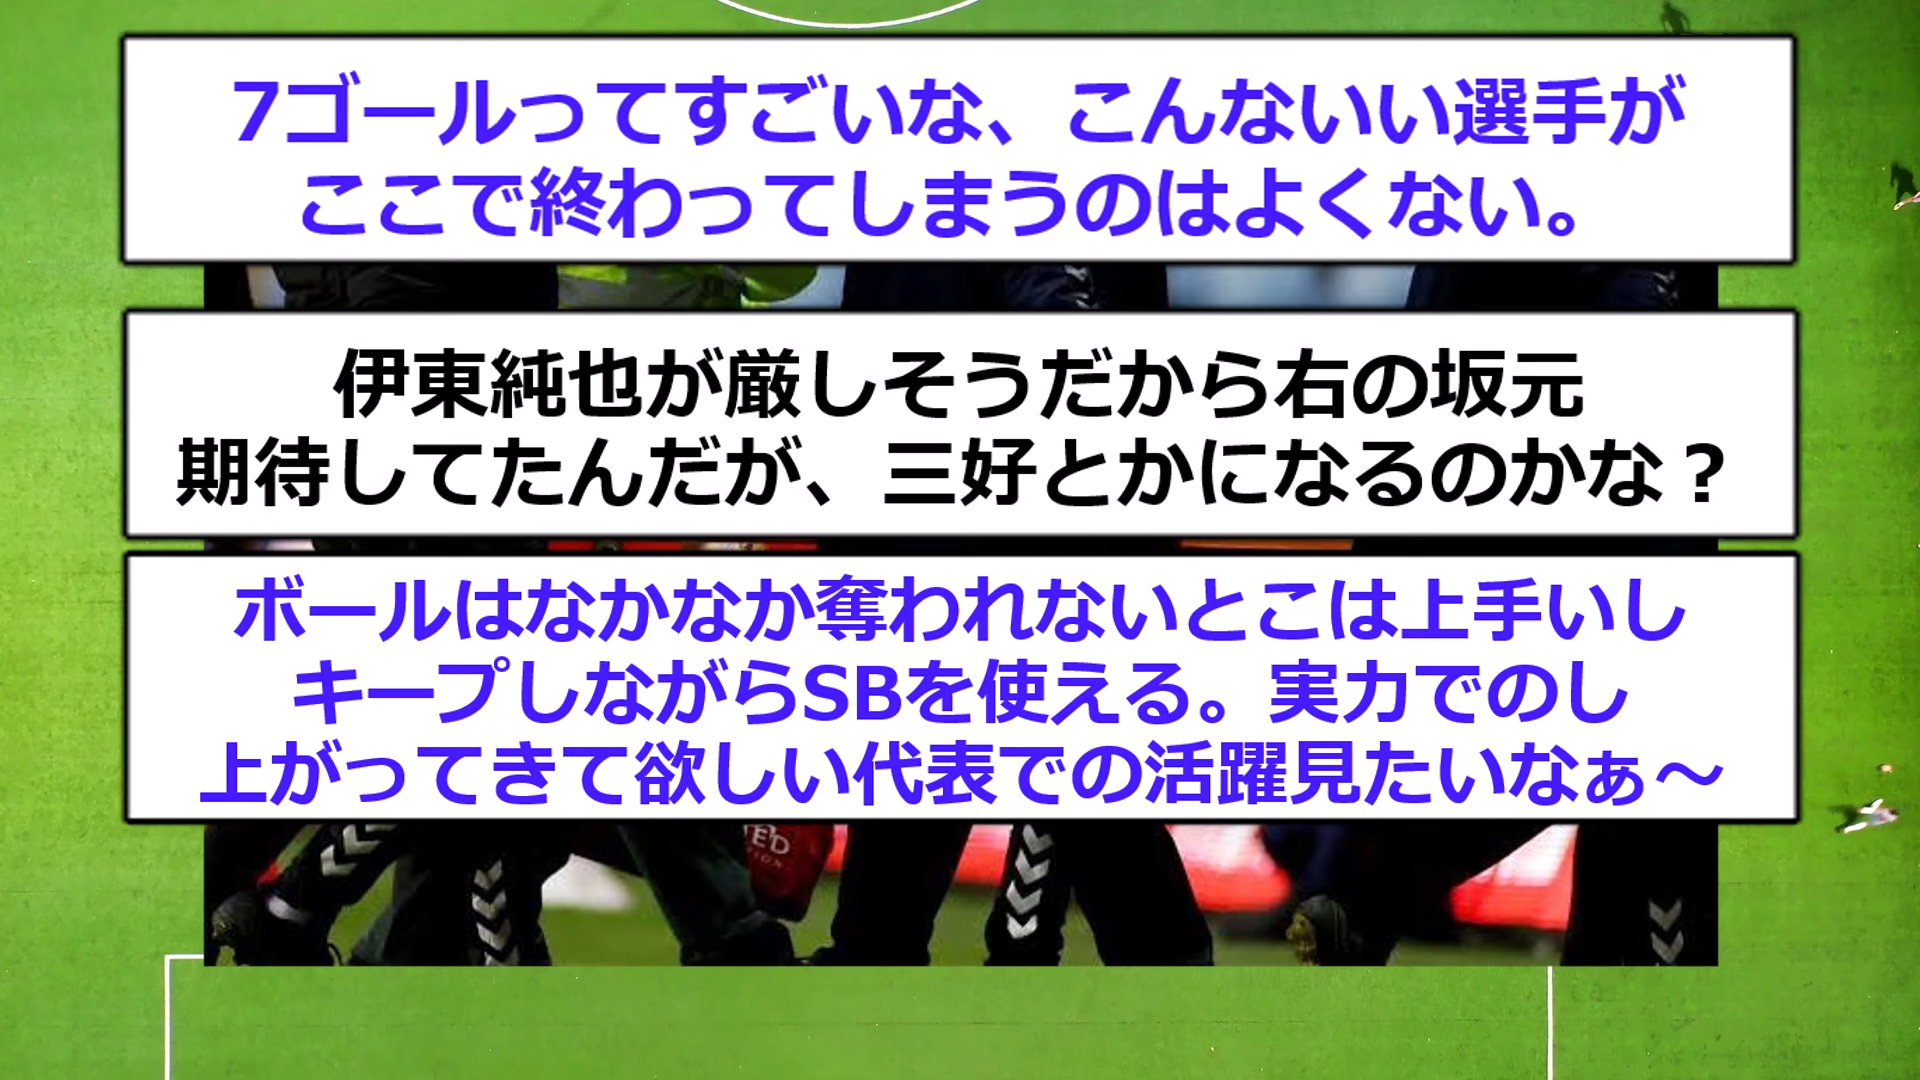 7ゴールってすごいな、こんないい選手が
ここで終わってしまうのはよくない。
伊東純也が厳しそうだから右の坂元
期待してたんだが、三好とかになるのかな？
ボールはなかなか奪われないとこは上手いし
キープしながらSBを使える。実力でのし
上がってきて欲しい代表での活躍見たいなぁ～